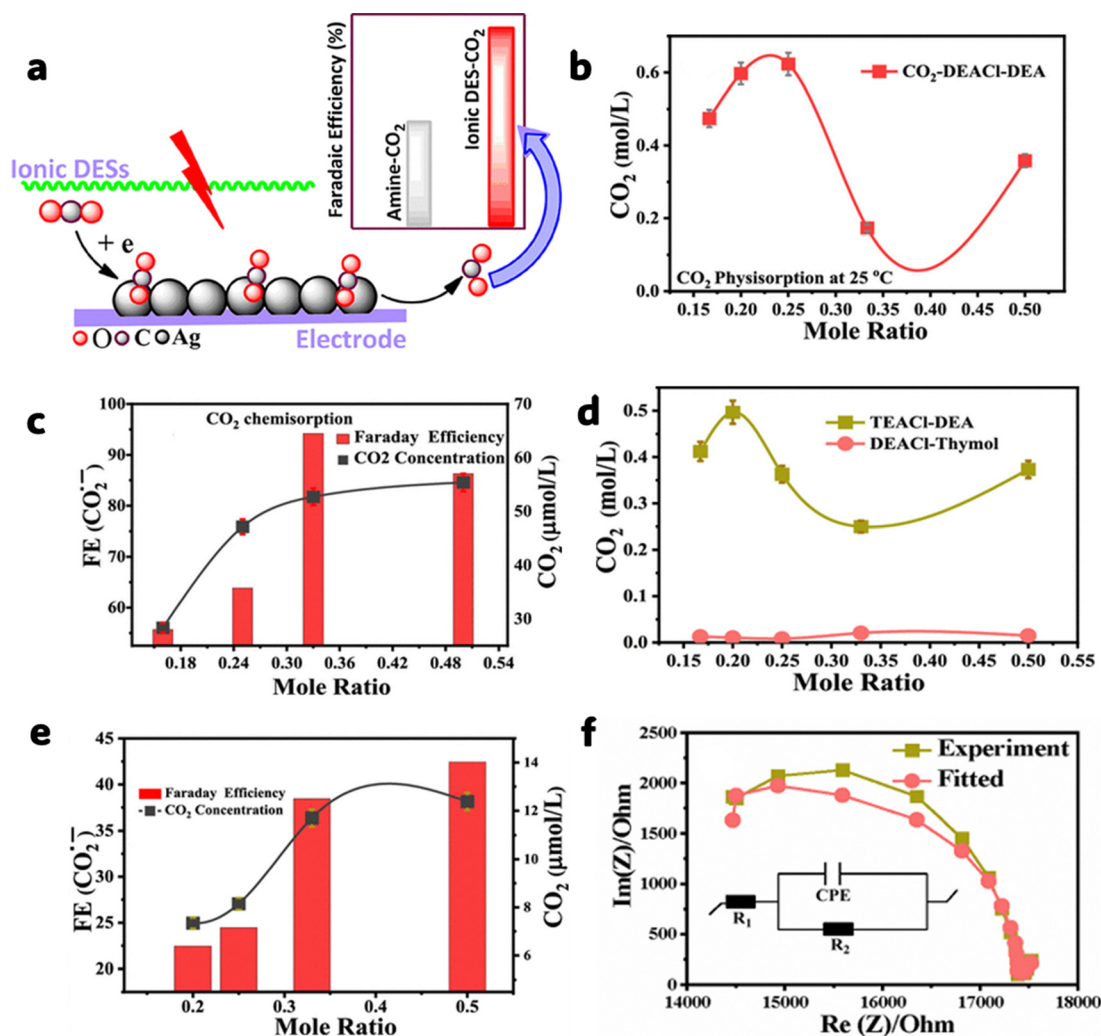 a
Ionic DESs
+ e
O C Ag
Electrode
Faradaic Efficiency (%)
Amine-CO₂
Ionic DES-CO₂
b
CO₂-DEACl-DEA
CO₂ (mol/L)
0.6
0.4
0.2
0.0
CO₂ Physisorption at 25 °C
0.15 0.20 0.25 0.30 0.35 0.40 0.45 0.50
Mole Ratio
c
CO₂ chemisorption
Faraday Efficiency
CO2 Concentration
FE (CO₂•−)
100
90
80
70
60
CO₂ (μmol/L)
70
60
50
40
30
0.18 0.24 0.30 0.36 0.42 0.48 0.54
Mole Ratio
d
TEACl-DEA
DEACl-Thymol
CO₂ (mol/L)
0.5
0.4
0.3
0.2
0.1
0.0
0.15 0.20 0.25 0.30 0.35 0.40 0.45 0.50 0.55
Mole Ratio
e
Faraday Efficiency
CO₂ Concentration
FE (CO₂•−)
45
40
35
30
25
20
CO₂ (μmol/L)
14
12
10
8
6
0.2 0.3 0.4 0.5
Mole Ratio
f
Experiment
Fitted
Im(Z)/Ohm
2500
2000
1500
1000
500
0
CPE
R₁
R₂
14000 15000 16000 17000 18000
Re (Z)/Ohm